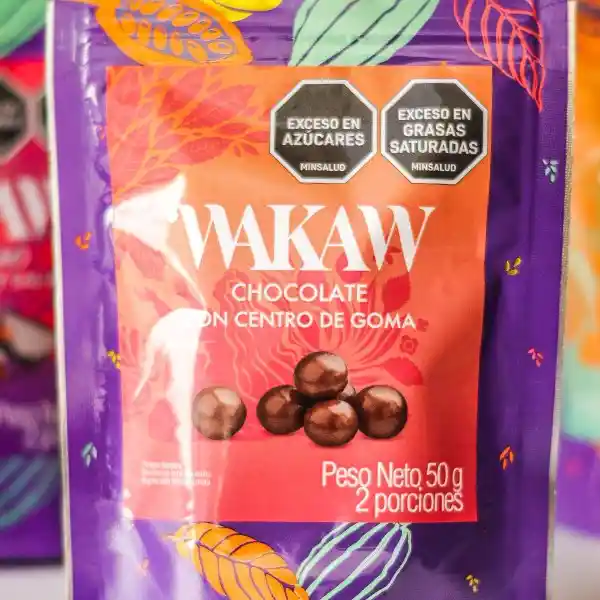 EXCESO EN
AZÚCARES
MINSALUD
EXCESO EN
GRASAS
SATURADAS
MINSALUD
WAKAW
CHOCOLATE
CON CENTRO DE GOMA
Peso Neto 50 g
2 porciones